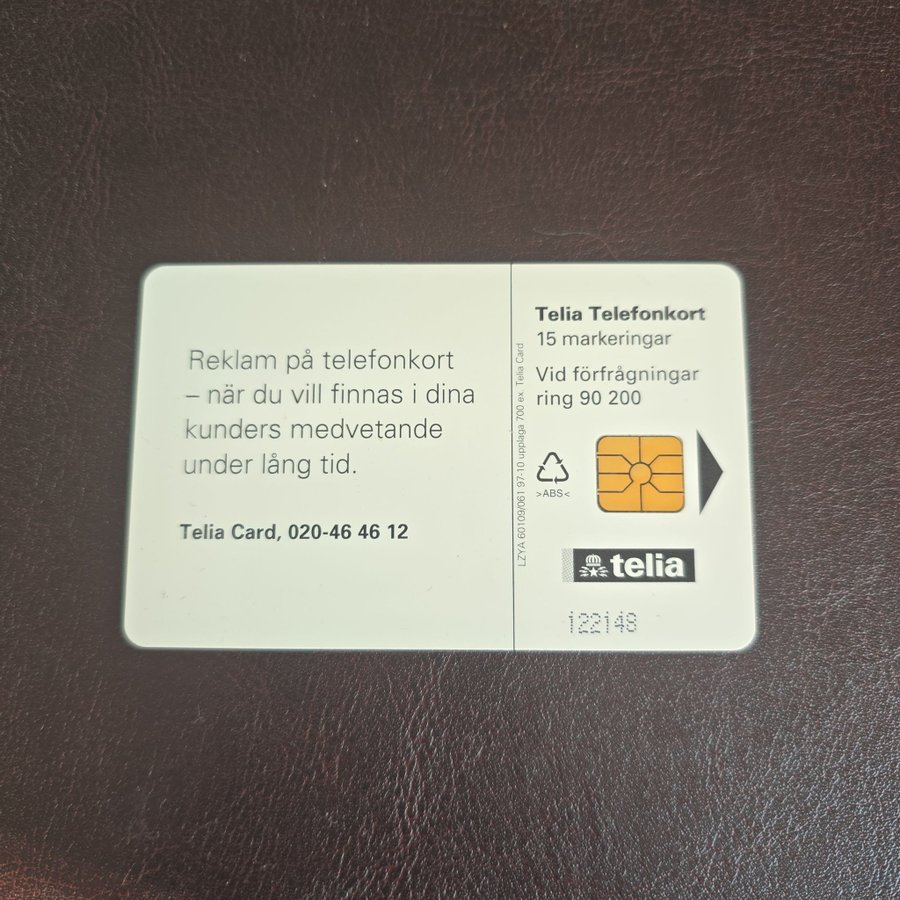 Reklam på telefonkort
– när du vill finnas i dina
kunders medvetande
under lång tid.
Telia Card, 020-46 46 12
LZYA 60109/061 97-10 upplaga 700 ex. Telia Card
Telia Telefonkort
15 markeringar
Vid förfrågningar
ring 90 200
>ABS<
telia
122148